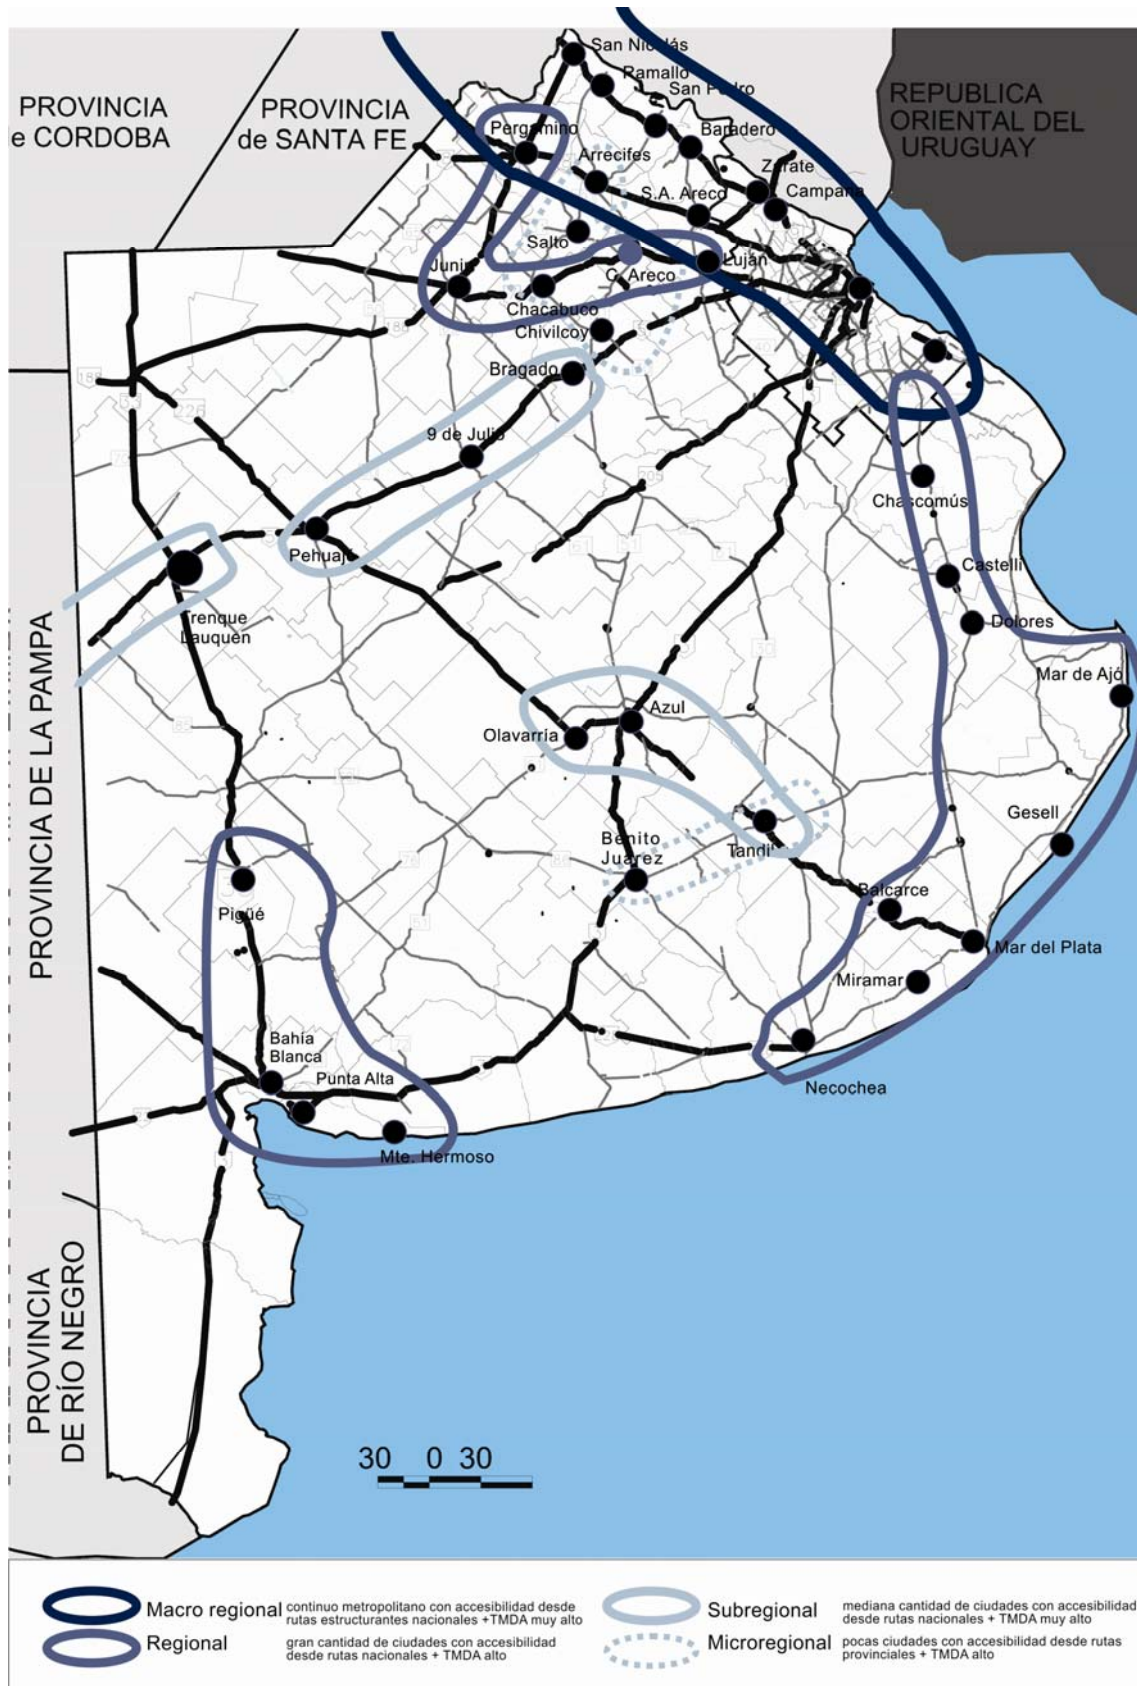 San Nicolás
Ramallo
San Pedro
PROVINCIA
e CORDOBA
PROVINCIA
de SANTA FE
REPUBLICA
ORIENTAL DEL
URUGUAY
Pergamino
Baradero
Arrecifes
Zárate
Campana
S.A. Areco
Salto
Luján
Junin
C. Areco
Chacabuco
Chivilcoy
Bragado
188
188
226
9 de Julio
205
Chascomús
Pehuajó
Castelli
Trenque
Lauquen
Dolores
30
Mar de Ajó
Azul
Olavarría
PROVINCIA DE LA PAMPA
Gesell
Benito
Juárez
Tandil
Balcarce
Pigüé
Mar del Plata
Miramar
Bahía
Blanca
Punta Alta
Necochea
Mte. Hermoso
PROVINCIA
DE RÍO NEGRO
30 0 30
Macro regional
continuo metropolitano con accesibilidad desde
rutas estructurantes nacionales +TMDA muy alto
Regional
gran cantidad de ciudades con accesibilidad
desde rutas nacionales + TMDA alto
Subregional
mediana cantidad de ciudades con accesibilidad
desde rutas nacionales + TMDA muy alto
Microregional
pocas ciudades con accesibilidad desde rutas
provinciales + TMDA alto